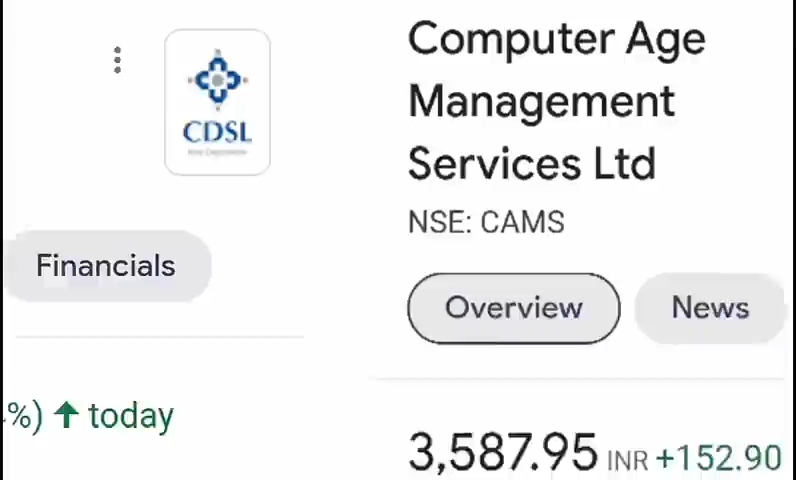 CDSL
Financials
%) ↑ today
Computer Age
Management
Services Ltd
NSE: CAMS
Overview
News
3,587.95 INR +152.90